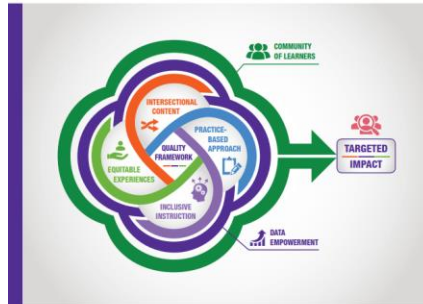 COMMUNITY
OF LEARNERS
INTERSECTIONAL
CONTENT
PRACTICE-
BASED
APPROACH
QUALITY
FRAMEWORK
EQUITABLE
EXPERIENCES
INCLUSIVE
INSTRUCTION
TARGETED
IMPACT
DATA
EMPOWERMENT